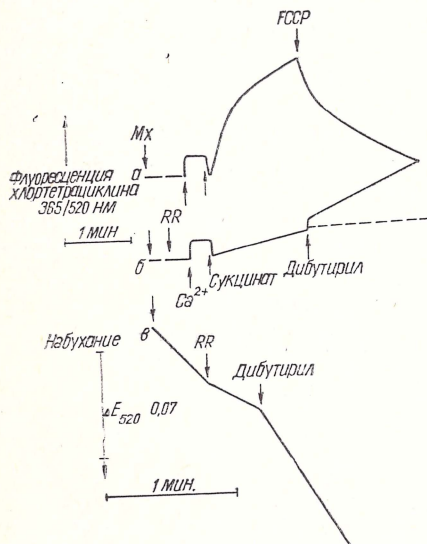 FCCP
Мх
Флуоресценция а
хлортетрациклина
365/520 нм
1 мин
RR
б
Ca²⁺
Сукцинат
Дибутирил
Набухание
в
RR
Дибутирил
ΔE₅₂₀ 0,07
1 мин.